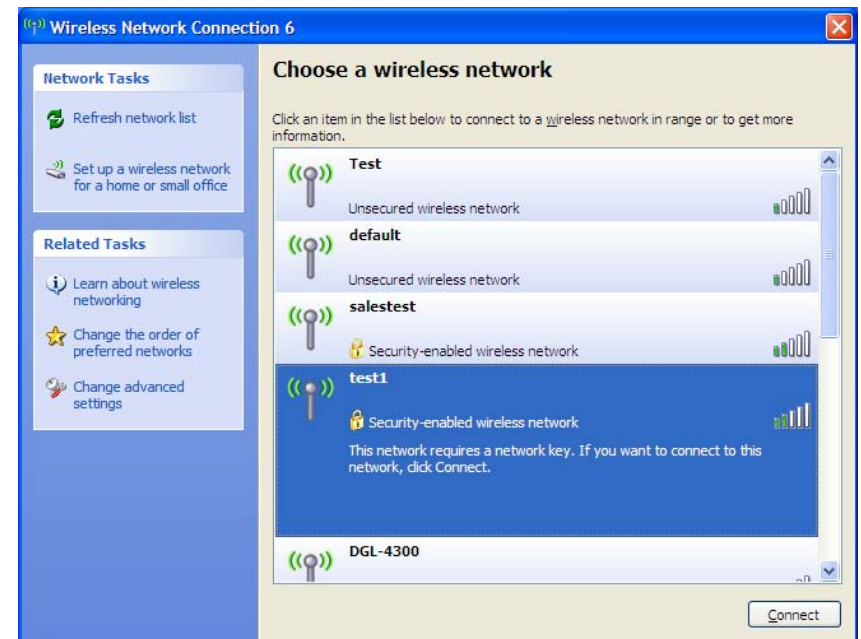 Wireless Network Connection 6
Network Tasks
Refresh network list
Set up a wireless network
for a home or small office
Related Tasks
Learn about wireless
networking
Change the order of
preferred networks
Change advanced
settings
Choose a wireless network
Click an item in the list below to connect to a wireless network in range or to get more
information.
Test
Unsecured wireless network
default
Unsecured wireless network
salestest
Security-enabled wireless network
test1
Security-enabled wireless network
This network requires a network key. If you want to connect to this
network, click Connect.
DGL-4300
Connect